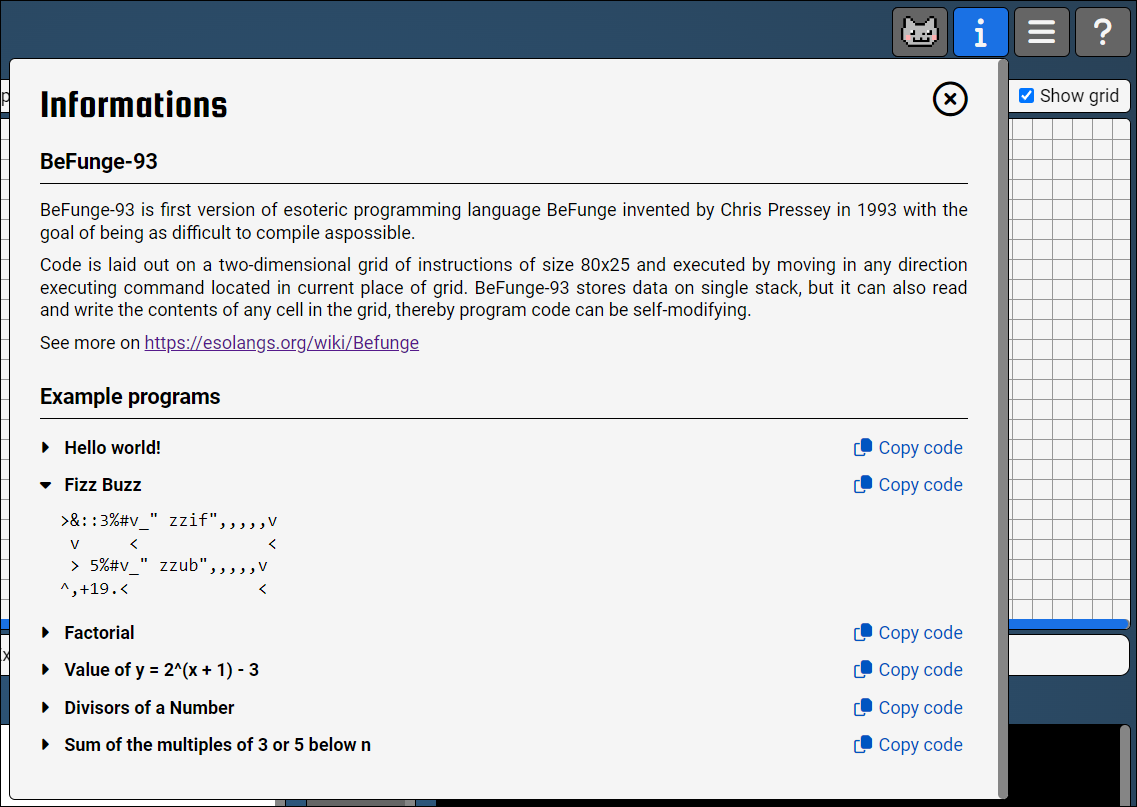 i
?
Informations
Show grid
BeFunge-93
BeFunge-93 is first version of esoteric programming language BeFunge invented by Chris Pressey in 1993 with the
goal of being as difficult to compile aspossible.
Code is laid out on a two-dimensional grid of instructions of size 80x25 and executed by moving in any direction
executing command located in current place of grid. BeFunge-93 stores data on single stack, but it can also read
and write the contents of any cell in the grid, thereby program code can be self-modifying.
See more on https://esolangs.org/wiki/Befunge
Example programs
Hello world! Copy code
Fizz Buzz Copy code
>&::3%#v_" zzif",,,,,v
 v     <             <
 > 5%#v_" zzub",,,,,v
^,+19.<             <
Factorial Copy code
Value of y = 2^(x + 1) - 3 Copy code
Divisors of a Number Copy code
Sum of the multiples of 3 or 5 below n Copy code